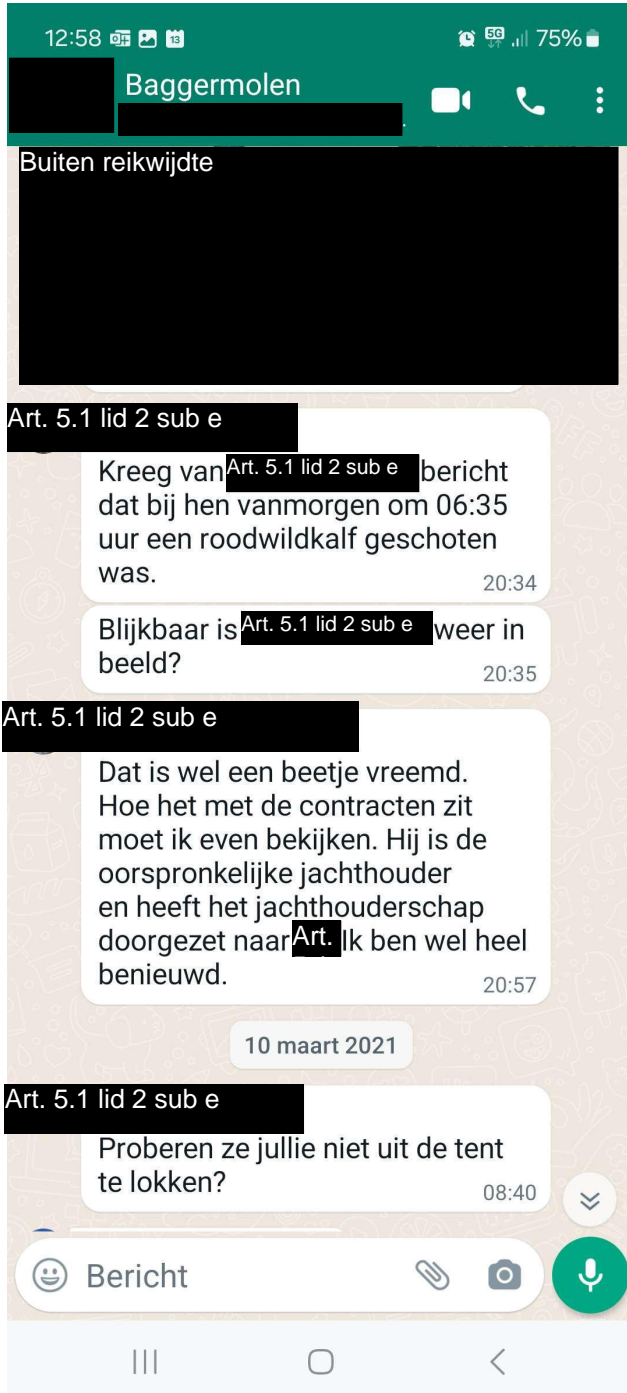 12:58 13 5G 75%
Baggermolen
Buiten reikwijdte
Art. 5.1 lid 2 sub e
Kreeg van Art. 5.1 lid 2 sub e bericht
dat bij hen vanmorgen om 06:35
uur een roodwildkalf geschoten
was.
20:34
Blijkbaar is Art. 5.1 lid 2 sub e weer in
beeld?
20:35
Art. 5.1 lid 2 sub e
Dat is wel een beetje vreemd.
Hoe het met de contracten zit
moet ik even bekijken. Hij is de
oorspronkelijke jachthouder
en heeft het jachthouderschap
doorgezet naar Art. Ik ben wel heel
benieuwd.
20:57
10 maart 2021
Art. 5.1 lid 2 sub e
Proberen ze jullie niet uit de tent
te lokken?
08:40
Bericht